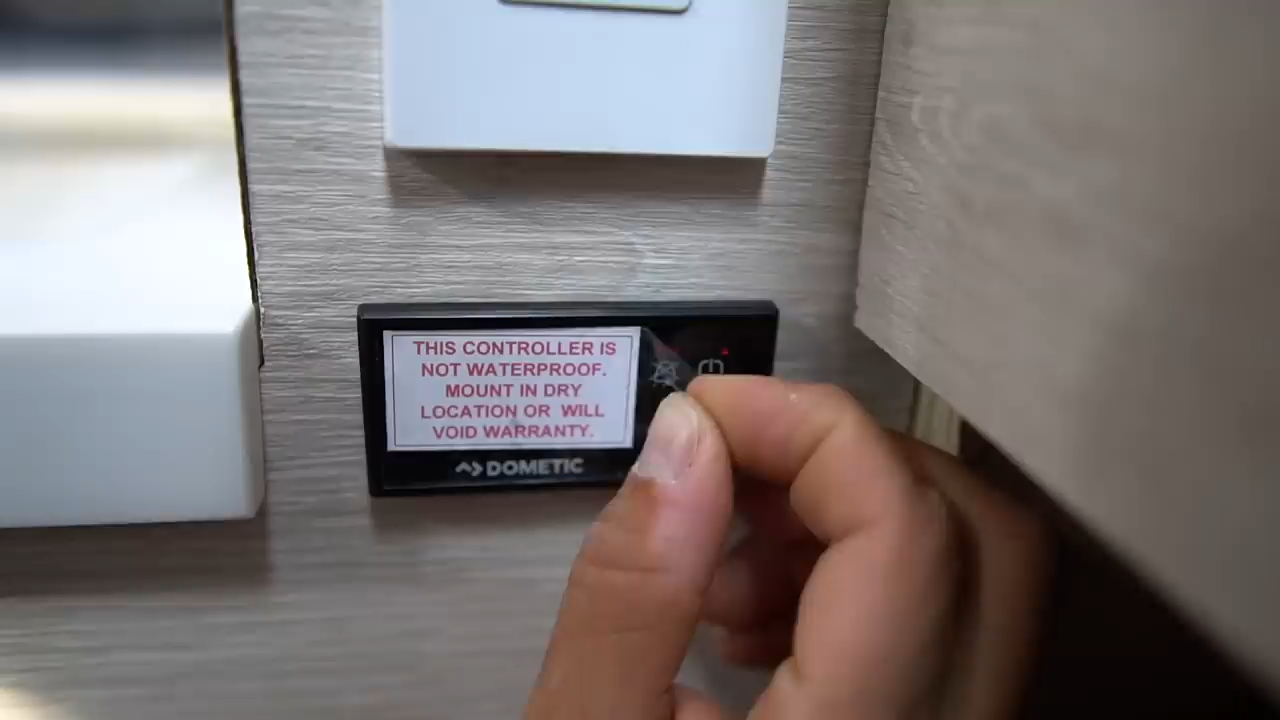 THIS CONTROLLER IS
NOT WATERPROOF.
MOUNT IN DRY
LOCATION OR WILL
VOID WARRANTY.
DOMETIC